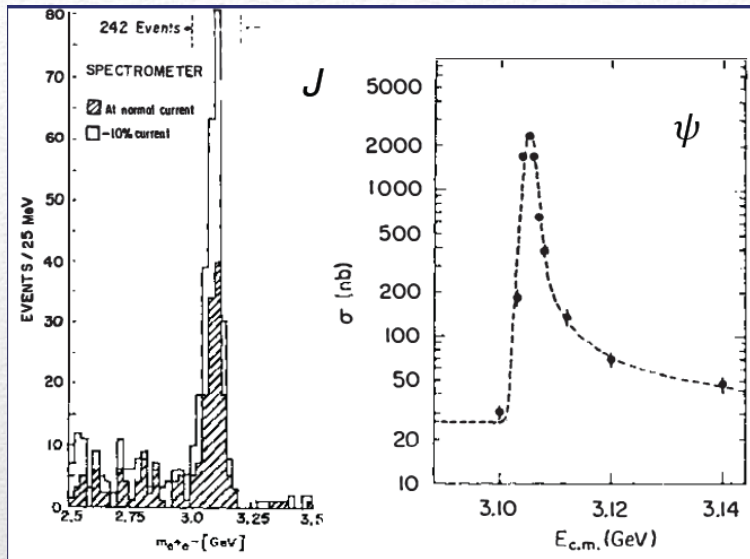 242 Events
SPECTROMETER
At normal current
-10% current
J
80
70
60
50
40
30
20
10
0
EVENTS / 25 MeV
2.5
2.75
3.0
3.25
3.5
me+e- [GeV]
ψ
5000
2000
1000
500
200
100
50
20
10
σ (nb)
3.10
3.12
3.14
Ec.m. (GeV)